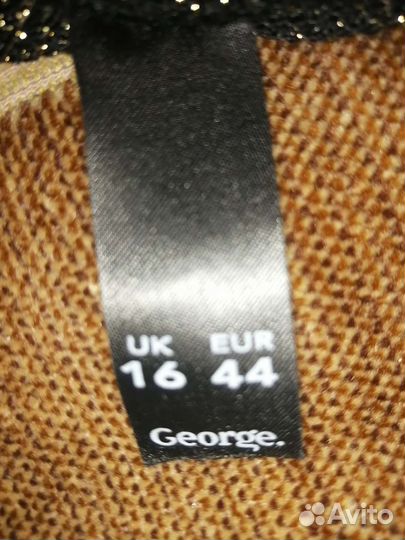 UK EUR
16 44
George.
Avito